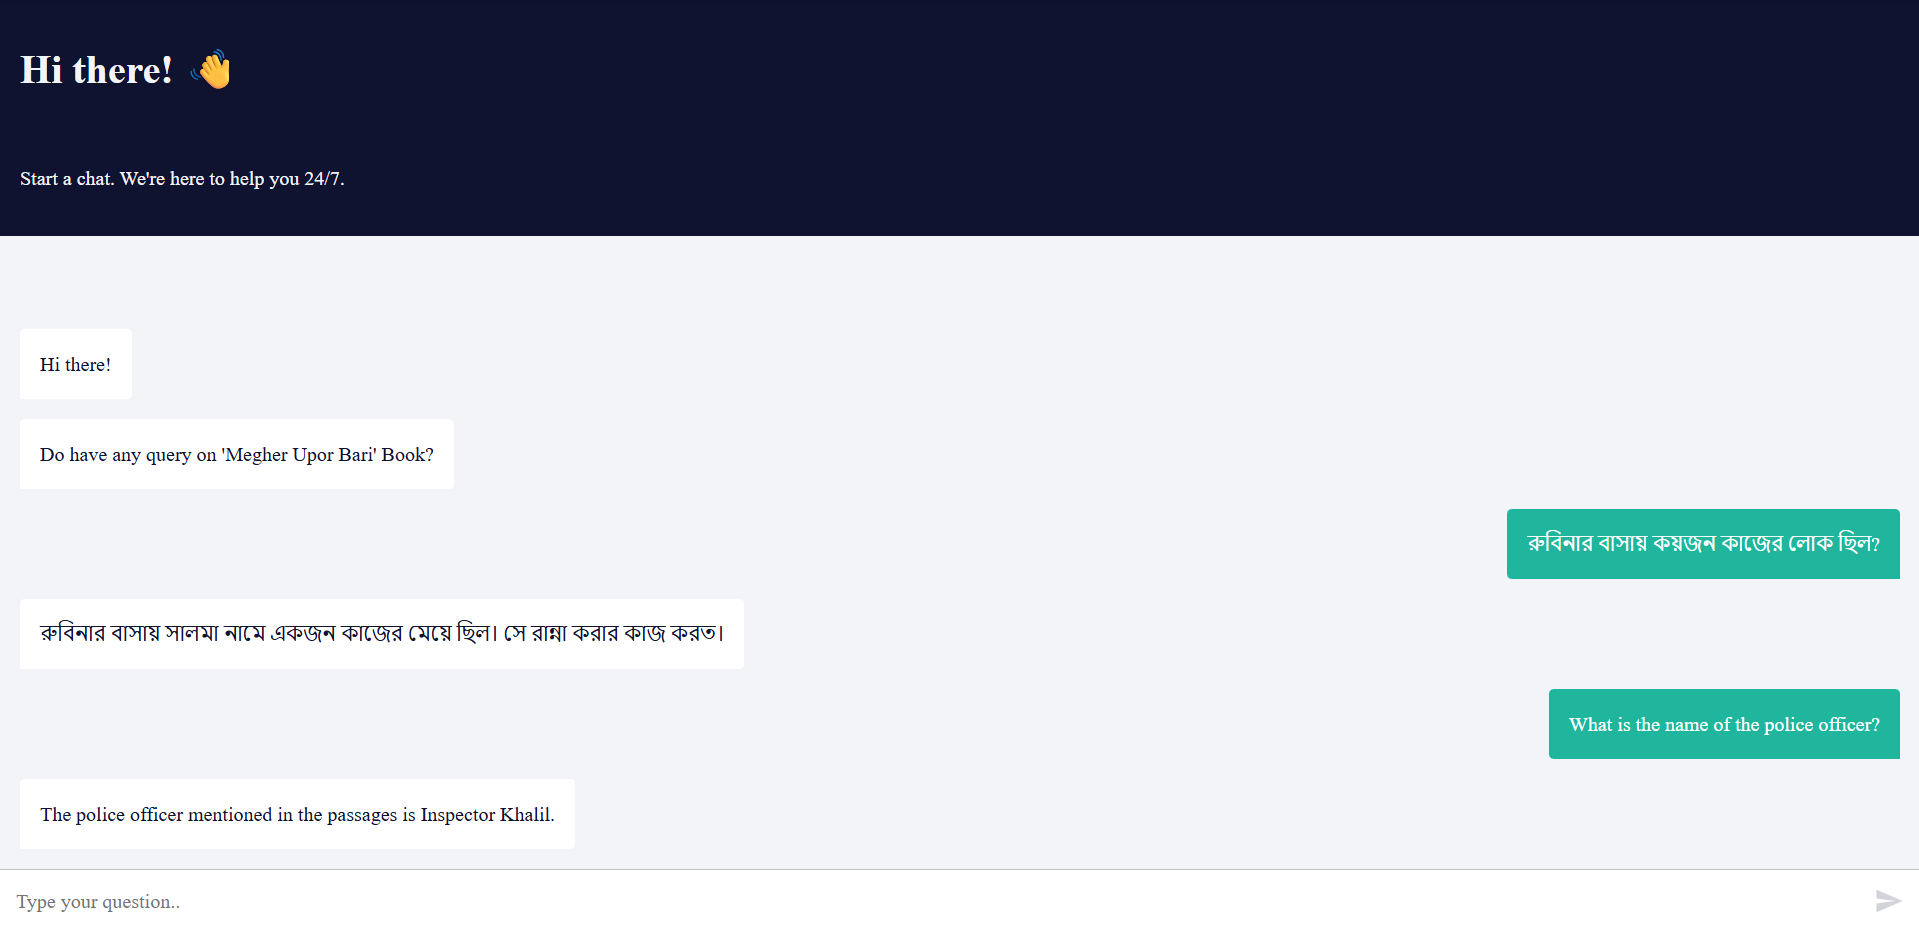 Hi there! 👋
Start a chat. We're here to help you 24/7.
Hi there!
Do have any query on 'Megher Upor Bari' Book?
রুবিনার বাসায় কয়জন কাজের লোক ছিল?
রুবিনার বাসায় সালমা নামে একজন কাজের মেয়ে ছিল। সে রান্না করার কাজ করত।
What is the name of the police officer?
The police officer mentioned in the passages is Inspector Khalil.
Type your question..